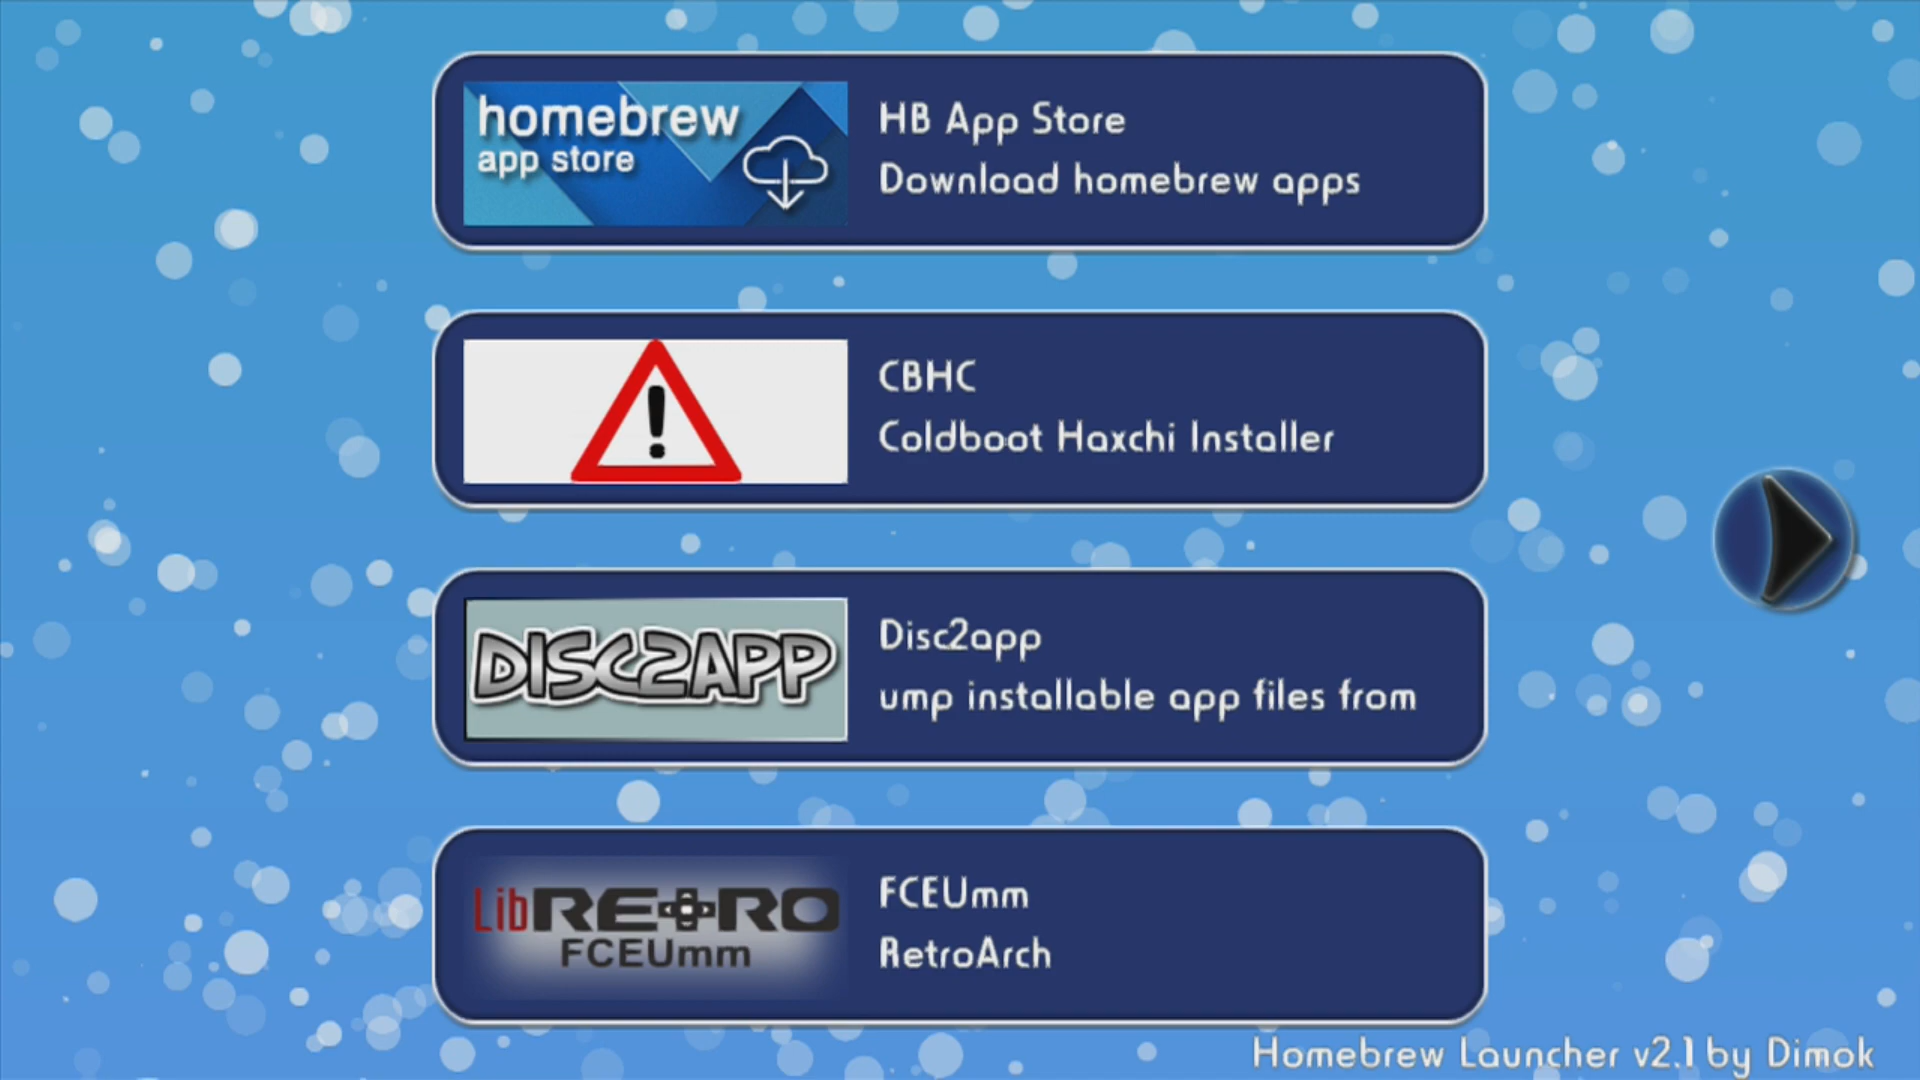 homebrew
app store
HB App Store
Download homebrew apps
!
CBHC
Coldboot Haxchi Installer
DISC2APP
Disc2app
ump installable app files from
LibRETRO
FCEUmm
FCEUmm
RetroArch
Homebrew Launcher v2.1 by Dimok